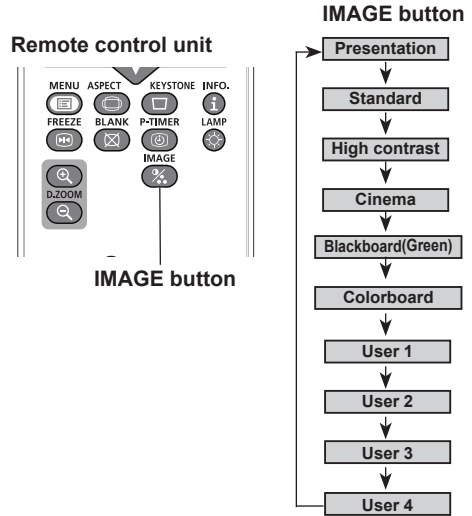 Remote control unit
MENU ASPECT KEYSTONE INFO.
FREEZE BLANK P-TIMER LAMP
IMAGE
D.ZOOM
IMAGE button
IMAGE button
Presentation
Standard
High contrast
Cinema
Blackboard(Green)
Colorboard
User 1
User 2
User 3
User 4